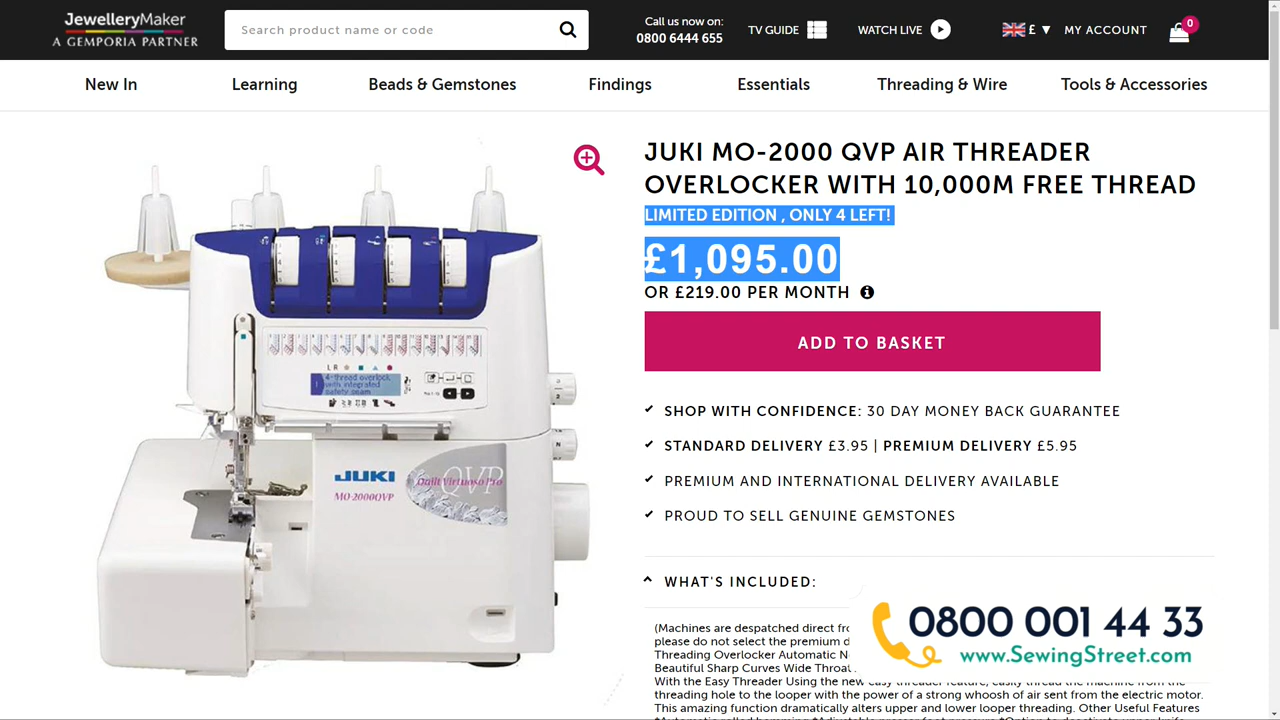 JewelleryMaker
A GEMPORIA PARTNER
Search product name or code
Call us now on:
0800 6444 655
TV GUIDE
WATCH LIVE
£ ▼
MY ACCOUNT
0
New In
Learning
Beads & Gemstones
Findings
Essentials
Threading & Wire
Tools & Accessories
JUKI MO-2000 QVP AIR THREADER
OVERLOCKER WITH 10,000M FREE THREAD
LIMITED EDITION , ONLY 4 LEFT!
£1,095.00
OR £219.00 PER MONTH
ADD TO BASKET
SHOP WITH CONFIDENCE: 30 DAY MONEY BACK GUARANTEE
STANDARD DELIVERY £3.95 | PREMIUM DELIVERY £5.95
PREMIUM AND INTERNATIONAL DELIVERY AVAILABLE
PROUD TO SELL GENUINE GEMSTONES
WHAT'S INCLUDED:
(Machines are despatched direct
please do not select the premium
Threading Overlocker Automatic
Beautiful Sharp Curves Wide
With the Easy Threader Using the new easy threader feature, easily thread the machine from the
threading hole to the looper with the power of a strong whoosh of air sent from the electric motor.
This amazing function dramatically alters upper and lower looper threading. Other Useful Features
0800 001 44 33
www.SewingStreet.com
L R
4-thread overlock
with integrated
safety seam
JUKI
MO-2000QVP
QVP
Quilt Virtuoso Pro